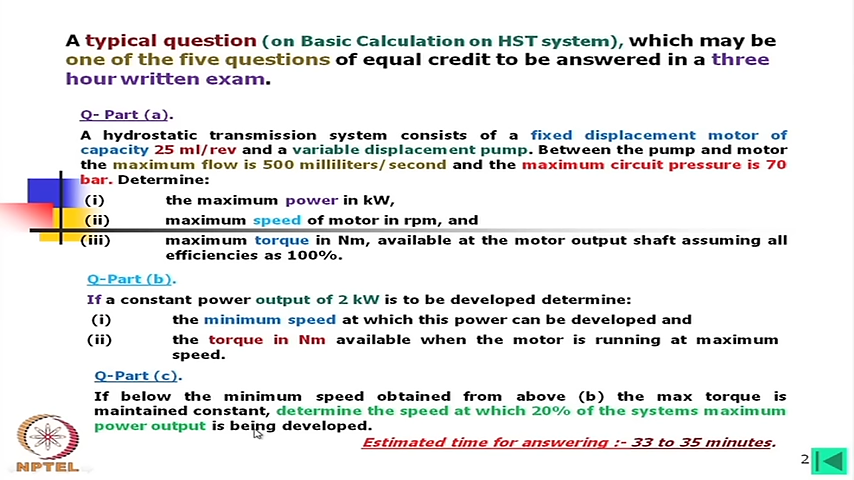 A typical question (on Basic Calculation on HST system), which may be
one of the five questions of equal credit to be answered in a three
hour written exam.
Q- Part (a).
A hydrostatic transmission system consists of a fixed displacement motor of
capacity 25 ml/rev and a variable displacement pump. Between the pump and motor
the maximum flow is 500 milliliters/second and the maximum circuit pressure is 70
bar. Determine:
(i) the maximum power in kW,
(ii) maximum speed of motor in rpm, and
(iii) maximum torque in Nm, available at the motor output shaft assuming all
efficiencies as 100%.
Q-Part (b).
If a constant power output of 2 kW is to be developed determine:
(i) the minimum speed at which this power can be developed and
(ii) the torque in Nm available when the motor is running at maximum
speed.
Q-Part (c).
If below the minimum speed obtained from above (b) the max torque is
maintained constant, determine the speed at which 20% of the systems maximum
power output is being developed.
Estimated time for answering :- 33 to 35 minutes.
2
NPTEL